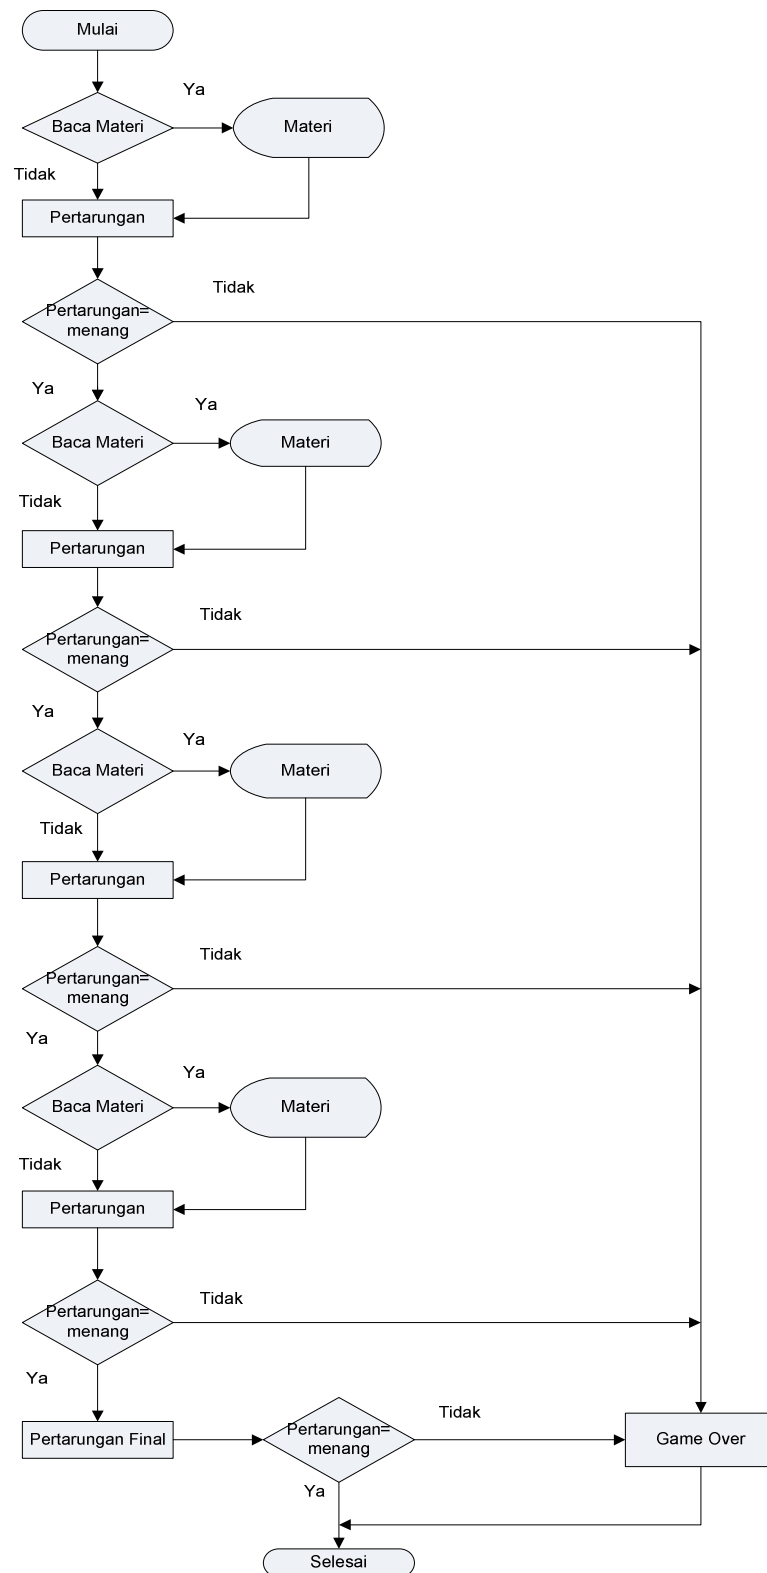 Mulai
Ya
Baca Materi
Materi
Tidak
Pertarungan
Tidak
Pertarungan=
menang
Ya
Ya
Baca Materi
Materi
Tidak
Pertarungan
Tidak
Pertarungan=
menang
Ya
Ya
Baca Materi
Materi
Tidak
Pertarungan
Tidak
Pertarungan=
menang
Ya
Ya
Baca Materi
Materi
Tidak
Pertarungan
Tidak
Pertarungan=
menang
Ya
Pertarungan Final
Pertarungan=
menang
Tidak
Game Over
Ya
Selesai